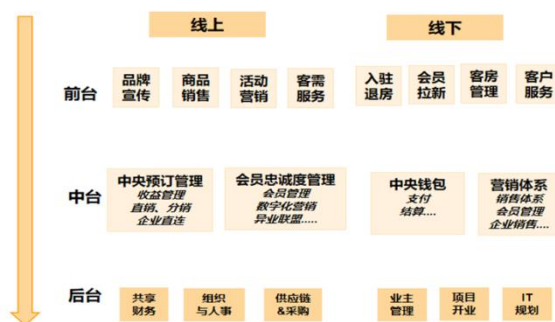 线上
线下
前台
品牌
宣传
商品
销售
活动
营销
客需
服务
入驻
退房
会员
拉新
客房
管理
客户
服务
中台
中央预订管理
收益管理
直销、分销
企业直连
会员忠诚度管理
会员管理
数字化营销
异业联盟.....
中央钱包
支付
结算....
营销体系
销售体系
会员管理
企业销售....
后台
共享
财务
组织
与人事
供应链
&采购
业主
管理
项目
开业
IT
规划